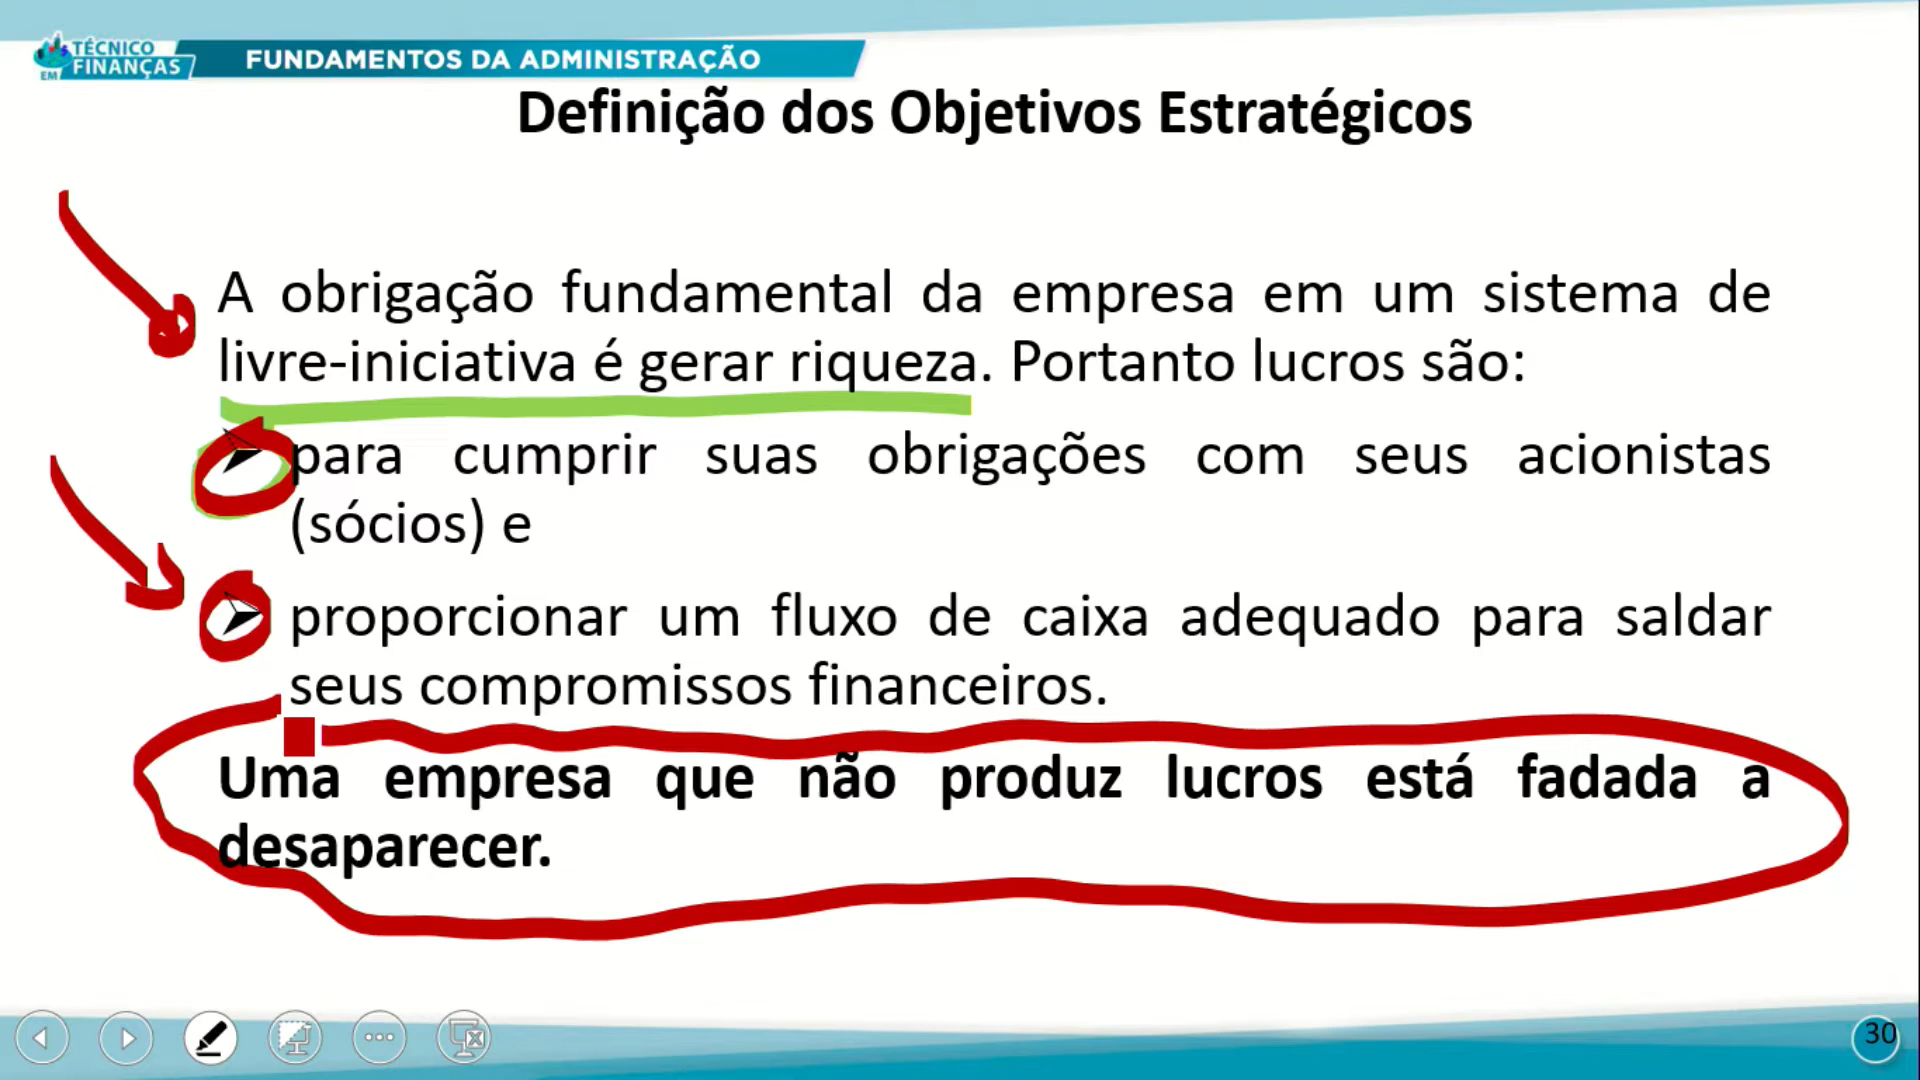 TÉCNICO
EM FINANÇAS
FUNDAMENTOS DA ADMINISTRAÇÃO
Definição dos Objetivos Estratégicos
A obrigação fundamental da empresa em um sistema de
livre-iniciativa é gerar riqueza. Portanto lucros são:
para cumprir suas obrigações com seus acionistas
(sócios) e
proporcionar um fluxo de caixa adequado para saldar
seus compromissos financeiros.
Uma empresa que não produz lucros está fadada a
desaparecer.
30